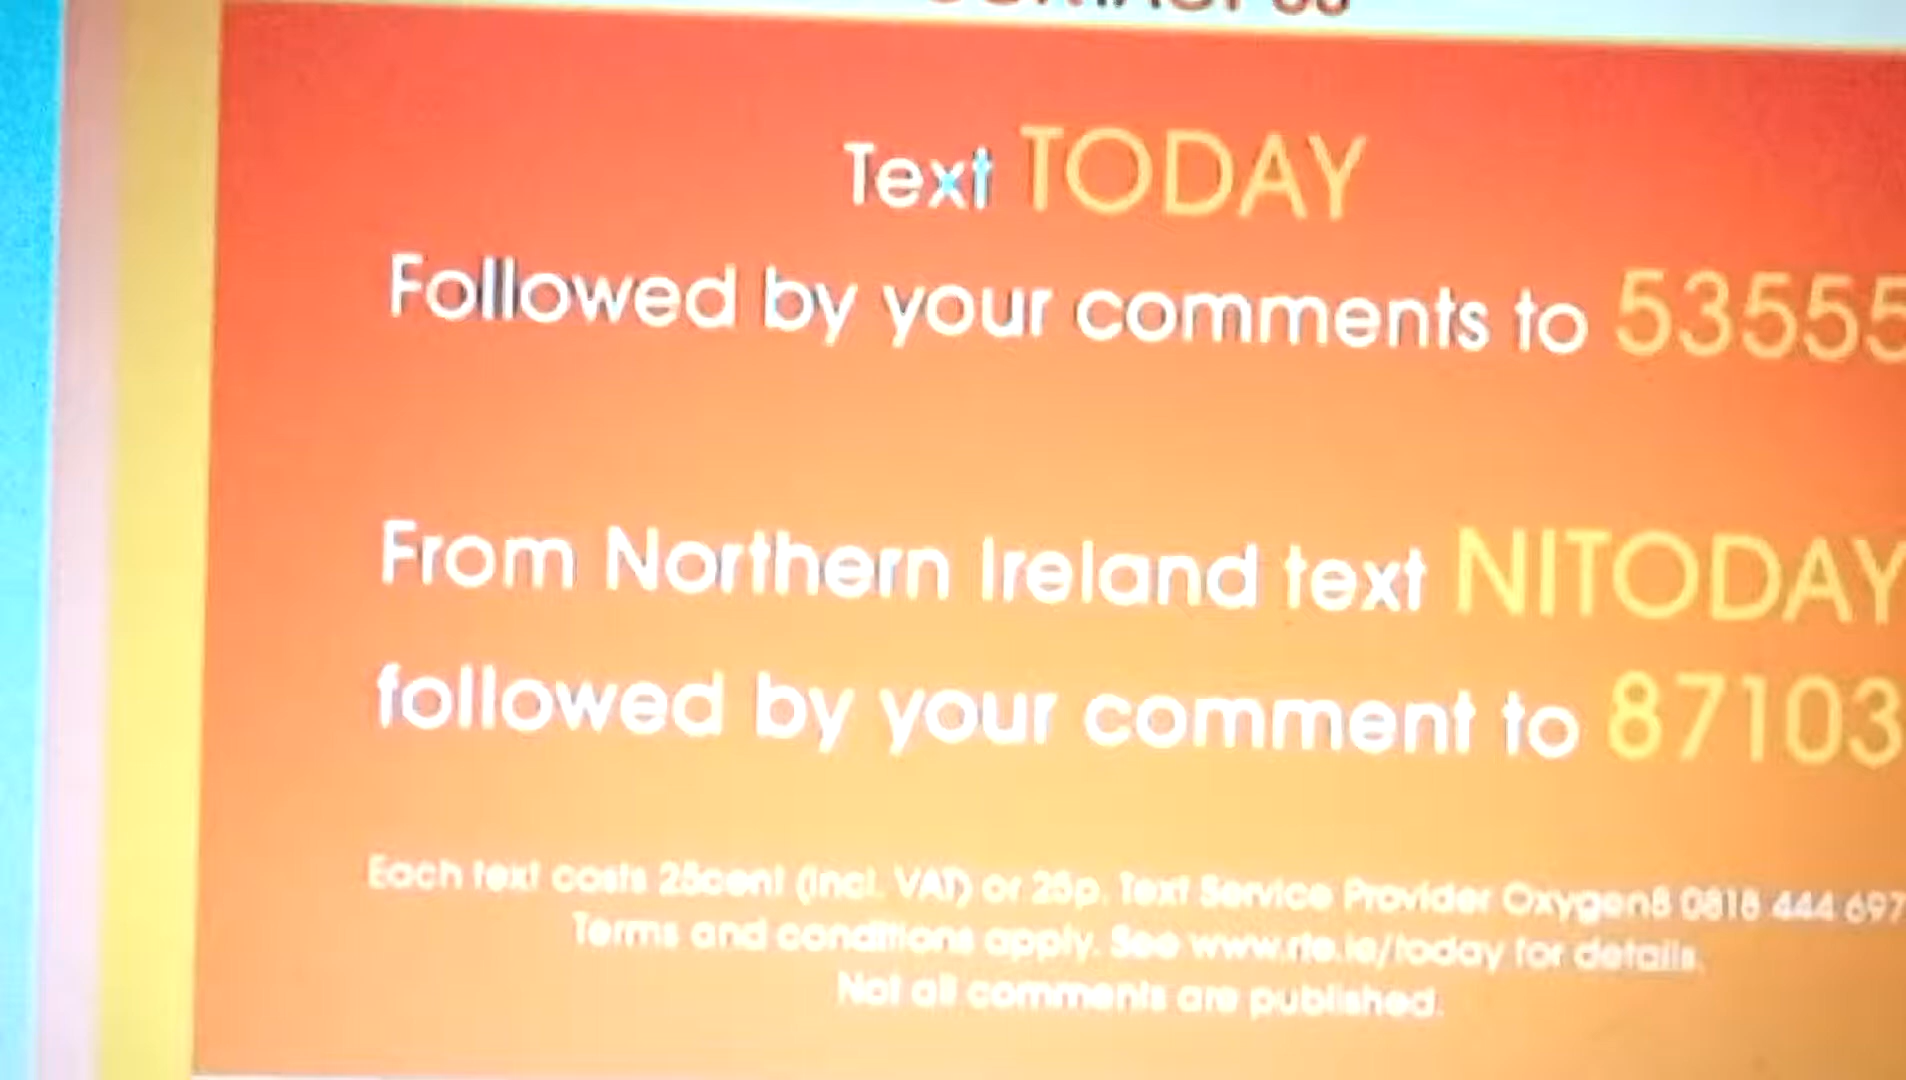 CONTACT US
Text TODAY
Followed by your comments to 53555
From Northern Ireland text NITODAY
followed by your comment to 87103
Each text costs 25cent (incl. VAT) or 25p. Text Service Provider Oxygen8 0818 444 697
Terms and conditions apply. See www.rte.ie/today for details.
Not all comments are published.